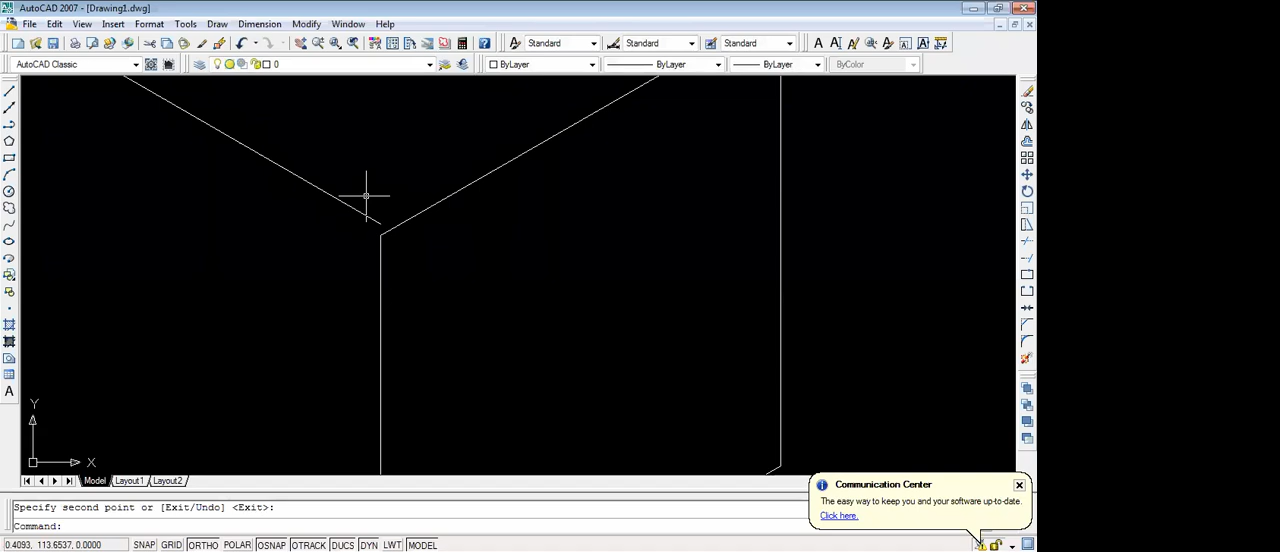 AutoCAD 2007 - [Drawing1.dwg]
File Edit View Insert Format Tools Draw Dimension Modify Window Help
Standard Standard Standard A A
AutoCAD Classic 0 ByLayer ByLayer ByLayer ByColor
A
Y
X
Model Layout1 Layout2
Communication Center
The easy way to keep you and your software up-to-date.
Click here.
Specify second point or [Exit/Undo] <Exit>:
Command:
0.4093, 113.6537, 0.0000 SNAP GRID ORTHO POLAR OSNAP OTRACK DUCS DYN LWT MODEL